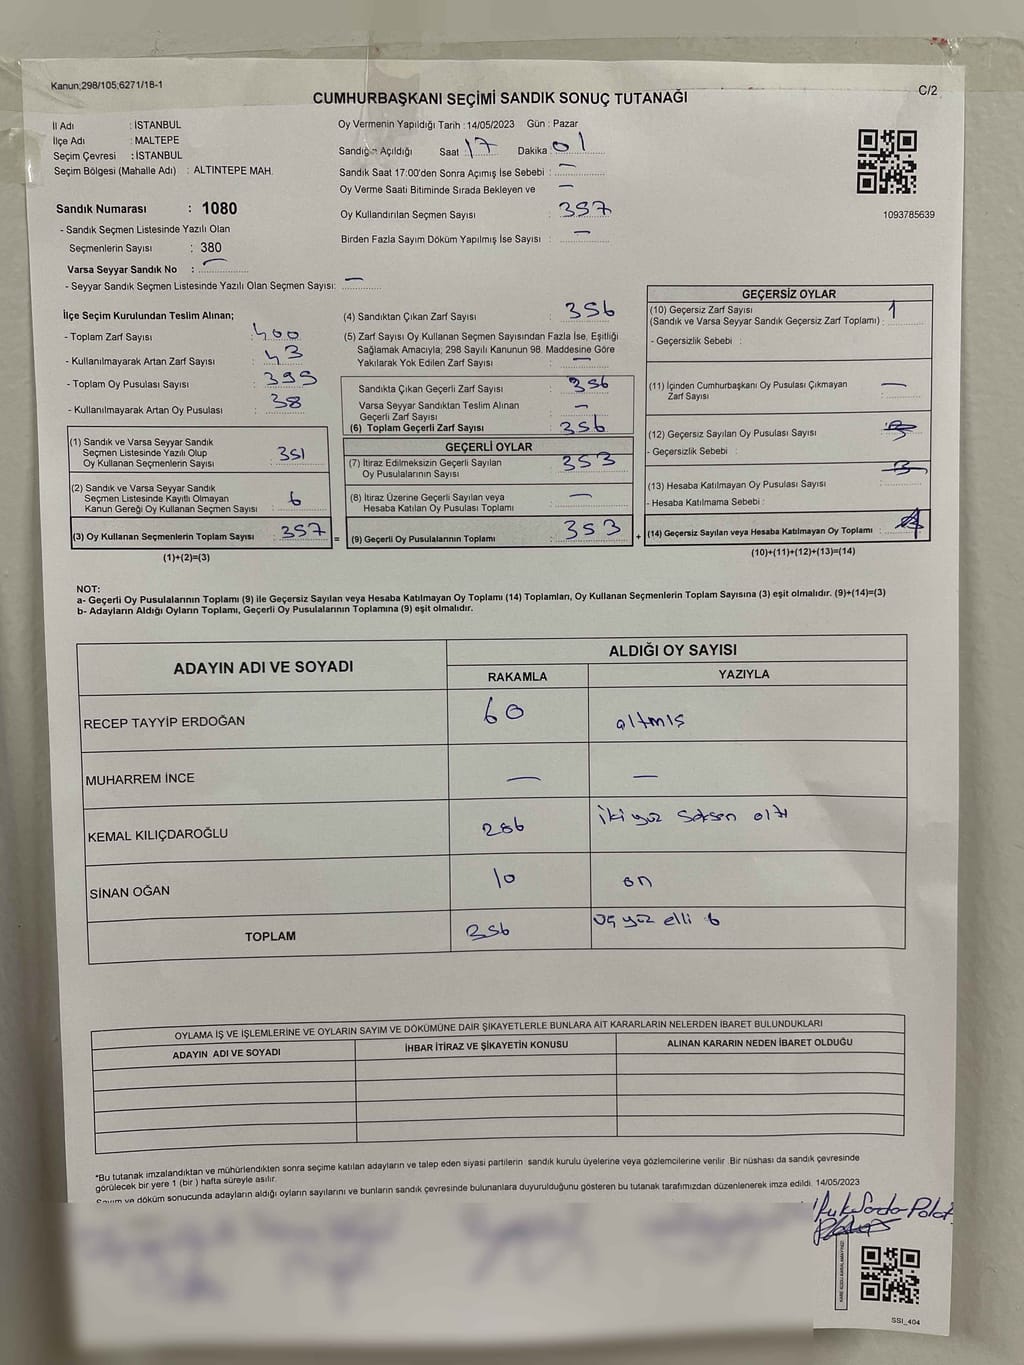 Kanun;298/105;6271/18-1
C/2
CUMHURBAŞKANI SEÇİMİ SANDIK SONUÇ TUTANAĞI
İl Adı : İSTANBUL
İlçe Adı : MALTEPE
Seçim Çevresi : İSTANBUL
Seçim Bölgesi (Mahalle Adı) : ALTINTEPE MAH.
Oy Vermenin Yapıldığı Tarih :14/05/2023 Gün : Pazar
Sandığın Açıldığı Saat 17 Dakika 01
Sandık Saat 17:00'den Sonra Açımış İse Sebebi : —
Oy Verme Saati Bitiminde Sırada Bekleyen ve —
Oy Kullandırılan Seçmen Sayısı : 357
Birden Fazla Sayım Döküm Yapılmış İse Sayısı : —
1093785639
Sandık Numarası : 1080
- Sandık Seçmen Listesinde Yazılı Olan
Seçmenlerin Sayısı : 380
Varsa Seyyar Sandık No : —
- Seyyar Sandık Seçmen Listesinde Yazılı Olan Seçmen Sayısı: —
İlçe Seçim Kurulundan Teslim Alınan;
- Toplam Zarf Sayısı : 400
- Kullanılmayarak Artan Zarf Sayısı : 43
- Toplam Oy Pusulası Sayısı : 395
- Kullanılmayarak Artan Oy Pusulası : 38
(1) Sandık ve Varsa Seyyar Sandık
Seçmen Listesinde Yazılı Olup
Oy Kullanan Seçmenlerin Sayısı : 351
(2) Sandık ve Varsa Seyyar Sandık
Seçmen Listesinde Kayıtlı Olmayan
Kanun Gereği Oy Kullanan Seçmen Sayısı : 6
(3) Oy Kullanan Seçmenlerin Toplam Sayısı : 357 =
(1)+(2)=(3)
(4) Sandıktan Çıkan Zarf Sayısı : 356
(5) Zarf Sayısı Oy Kullanan Seçmen Sayısından Fazla İse, Eşitliği
Sağlamak Amacıyla; 298 Sayılı Kanunun 98. Maddesine Göre
Yakılarak Yok Edilen Zarf Sayısı : —
Sandıkta Çıkan Geçerli Zarf Sayısı : 356
Varsa Seyyar Sandıktan Teslim Alınan
Geçerli Zarf Sayısı : —
(6) Toplam Geçerli Zarf Sayısı : 356
GEÇERLİ OYLAR
(7) İtiraz Edilmeksizin Geçerli Sayılan
Oy Pusulalarının Sayısı : 353
(8) İtiraz Üzerine Geçerli Sayılan veya
Hesaba Katılan Oy Pusulası Toplamı : —
(9) Geçerli Oy Pusulalarının Toplamı : 353 +
GEÇERSİZ OYLAR
(10) Geçersiz Zarf Sayısı
(Sandık ve Varsa Seyyar Sandık Geçersiz Zarf Toplamı) : 1
- Geçersizlik Sebebi :
(11) İçinden Cumhurbaşkanı Oy Pusulası Çıkmayan
Zarf Sayısı : —
(12) Geçersiz Sayılan Oy Pusulası Sayısı : 3
- Geçersizlik Sebebi :
(13) Hesaba Katılmayan Oy Pusulası Sayısı : 3
- Hesaba Katılmama Sebebi :
(14) Geçersiz Sayılan veya Hesaba Katılmayan Oy Toplamı :
(10)+(11)+(12)+(13)=(14)
NOT:
a- Geçerli Oy Pusulalarının Toplamı (9) ile Geçersiz Sayılan veya Hesaba Katılmayan Oy Toplamı (14) Toplamları, Oy Kullanan Seçmenlerin Toplam Sayısına (3) eşit olmalıdır. (9)+(14)=(3)
b- Adayların Aldığı Oyların Toplamı, Geçerli Oy Pusulalarının Toplamına (9) eşit olmalıdır.
ADAYIN ADI VE SOYADI ALDIĞI OY SAYISI
RAKAMLA YAZIYLA
RECEP TAYYİP ERDOĞAN 60 altmış
MUHARREM İNCE — —
KEMAL KILIÇDAROĞLU 286 iki yüz seksen altı
SİNAN OĞAN 10 on
TOPLAM 356 üç yüz elli 6
OYLAMA İŞ VE İŞLEMLERİNE VE OYLARIN SAYIM VE DÖKÜMÜNE DAİR ŞİKAYETLERLE BUNLARA AİT KARARLARIN NELERDEN İBARET BULUNDUKLARI
ADAYIN ADI VE SOYADI İHBAR İTİRAZ VE ŞİKAYETİN KONUSU ALINAN KARARIN NEDEN İBARET OLDUĞU
*Bu tutanak imzalandıktan ve mühürlendikten sonra seçime katılan adayların ve talep eden siyasi partilerin sandık kurulu üyelerine veya gözlemcilerine verilir Bir nüshası da sandık çevresinde
görülecek bir yere 1 (bir ) hafta süreyle asılır.
Sayım ve döküm sonucunda adayların aldığı oyların sayılarını ve bunların sandık çevresinde bulunanlara duyurulduğunu gösteren bu tutanak tarafımızdan düzenlenerek imza edildi. 14/05/2023
Polat
SSI_404